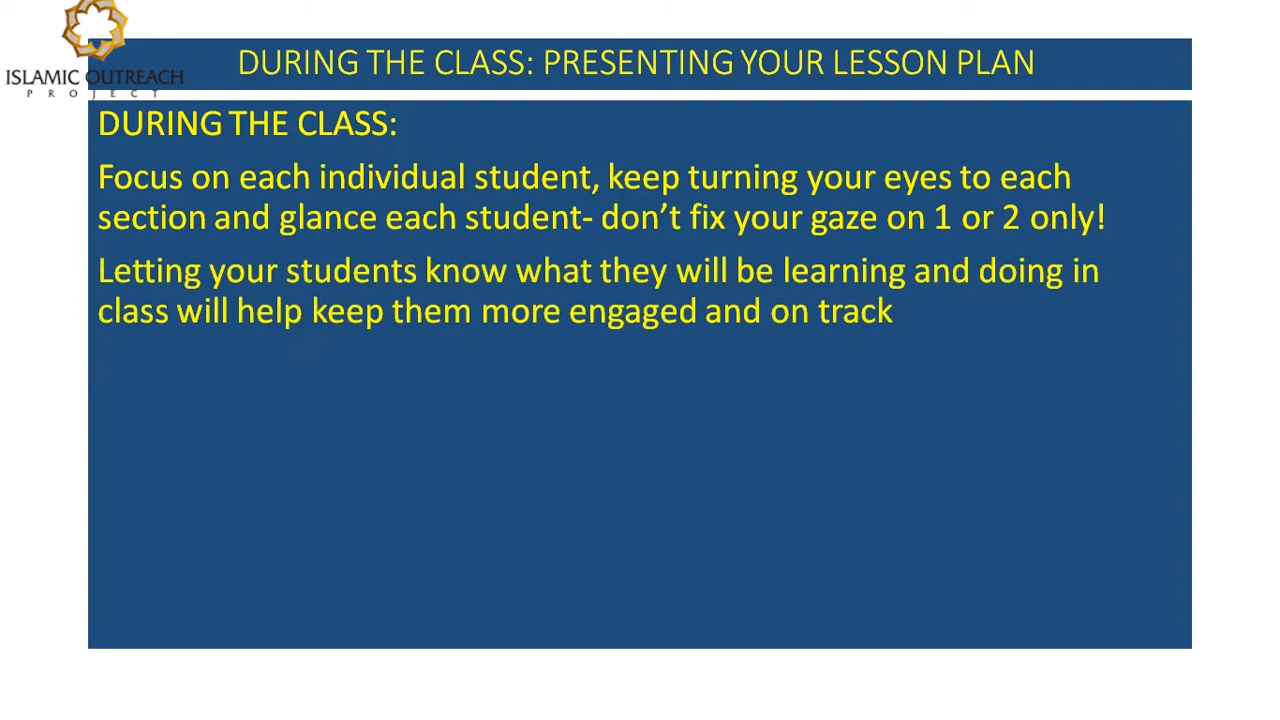 ISLAMIC OUTREACH
PROJECT
DURING THE CLASS: PRESENTING YOUR LESSON PLAN
DURING THE CLASS:
Focus on each individual student, keep turning your eyes to each
section and glance each student- don’t fix your gaze on 1 or 2 only!
Letting your students know what they will be learning and doing in
class will help keep them more engaged and on track